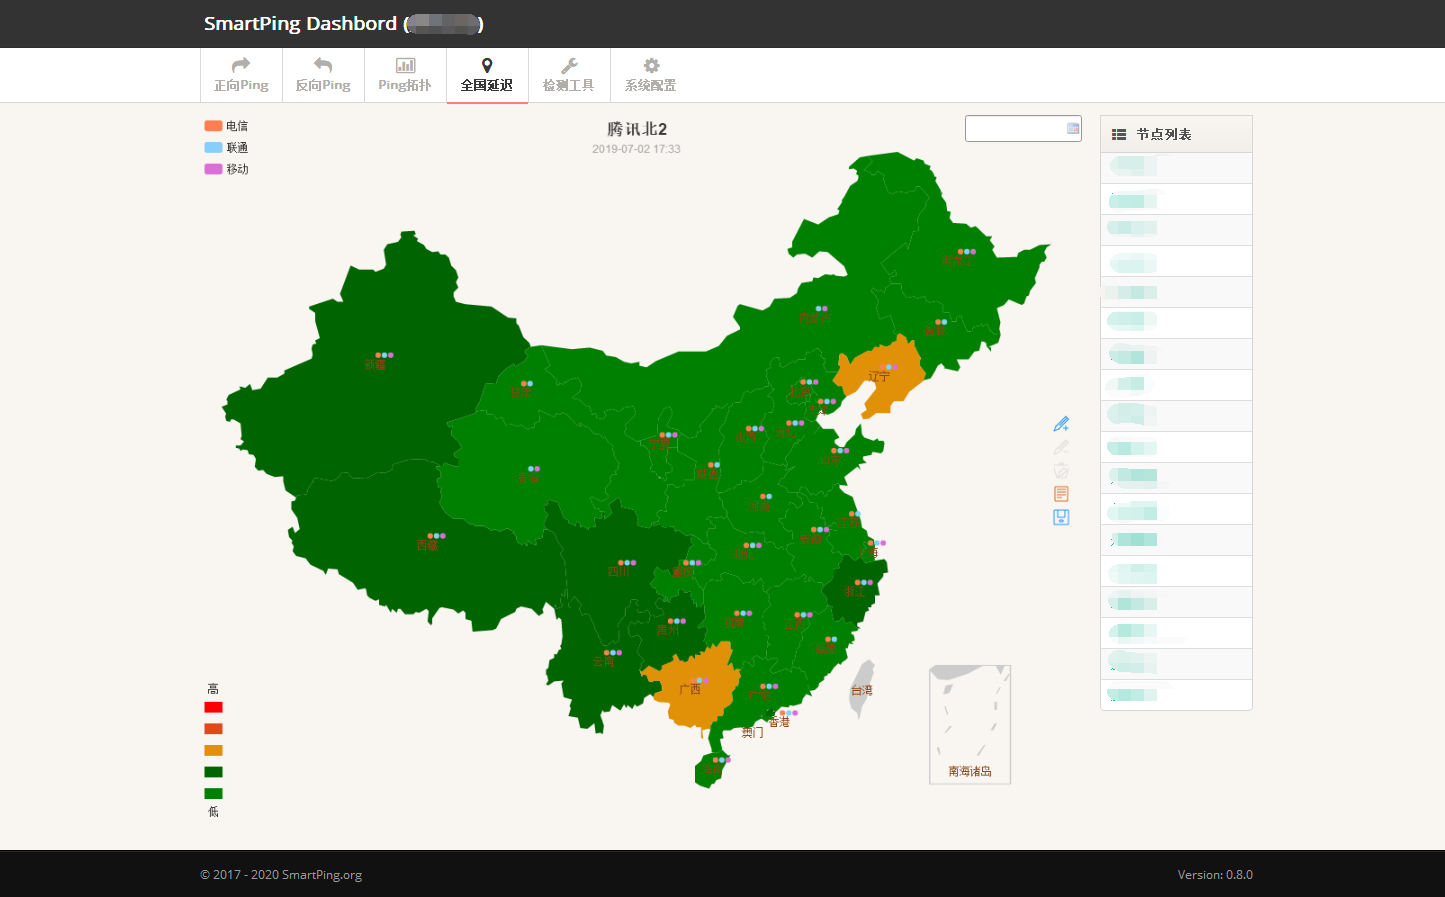 SmartPing Dashbord (
)
正向Ping
反向Ping
Ping拓扑
全国延迟
检测工具
系统配置
电信
联通
移动
腾讯北2
2019-07-02 17:33
节点列表
黑龙江
内蒙古
吉林
辽宁
新疆
甘肃
北京
天津
河北
山西
宁夏
山东
青海
陕西
河南
江苏
安徽
西藏
湖北
上海
四川
重庆
浙江
湖南
江西
贵州
福建
云南
广西
广东
台湾
香港
澳门
海南
南海诸岛
高
低
© 2017 - 2020 SmartPing.org
Version: 0.8.0